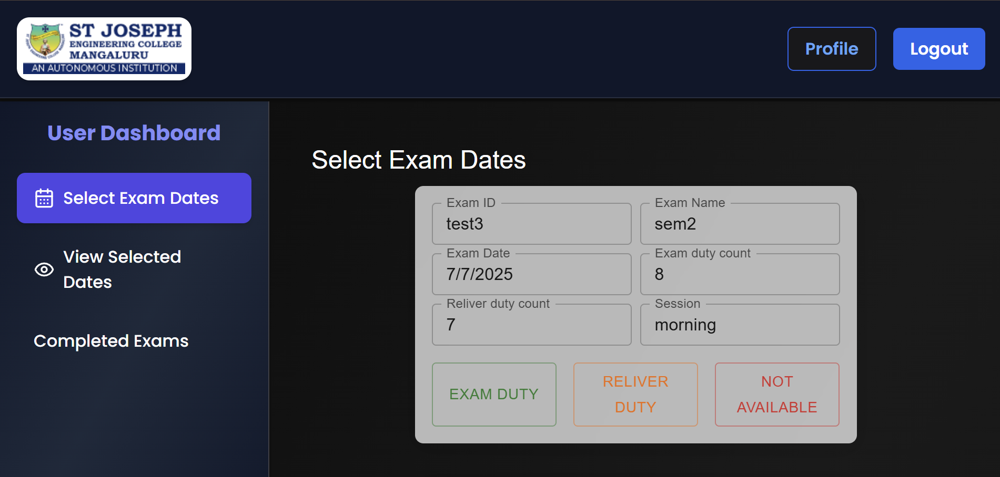 ST JOSEPH
ENGINEERING COLLEGE
MANGALURU
AN AUTONOMOUS INSTITUTION
Profile
Logout
User Dashboard
Select Exam Dates
View Selected
Dates
Completed Exams
Select Exam Dates
Exam ID
test3
Exam Name
sem2
Exam Date
7/7/2025
Exam duty count
8
Reliver duty count
7
Session
morning
EXAM DUTY
RELIVER
DUTY
NOT
AVAILABLE